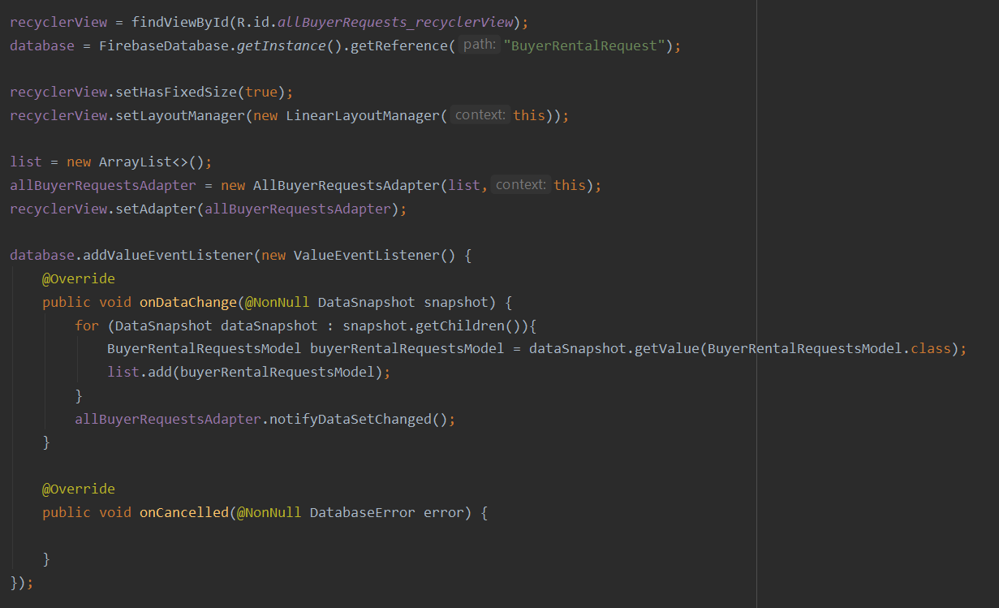 recyclerView = findViewById(R.id.allBuyerRequests_recyclerView);
database = FirebaseDatabase.getInstance().getReference( path: "BuyerRentalRequest");
recyclerView.setHasFixedSize(true);
recyclerView.setLayoutManager(new LinearLayoutManager( context: this));
list = new ArrayList<>();
allBuyerRequestsAdapter = new AllBuyerRequestsAdapter(list, context: this);
recyclerView.setAdapter(allBuyerRequestsAdapter);
database.addValueEventListener(new ValueEventListener() {
@Override
public void onDataChange(@NonNull DataSnapshot snapshot) {
for (DataSnapshot dataSnapshot : snapshot.getChildren()){
BuyerRentalRequestsModel buyerRentalRequestsModel = dataSnapshot.getValue(BuyerRentalRequestsModel.class);
list.add(buyerRentalRequestsModel);
}
allBuyerRequestsAdapter.notifyDataSetChanged();
}
@Override
public void onCancelled(@NonNull DatabaseError error) {
}
});